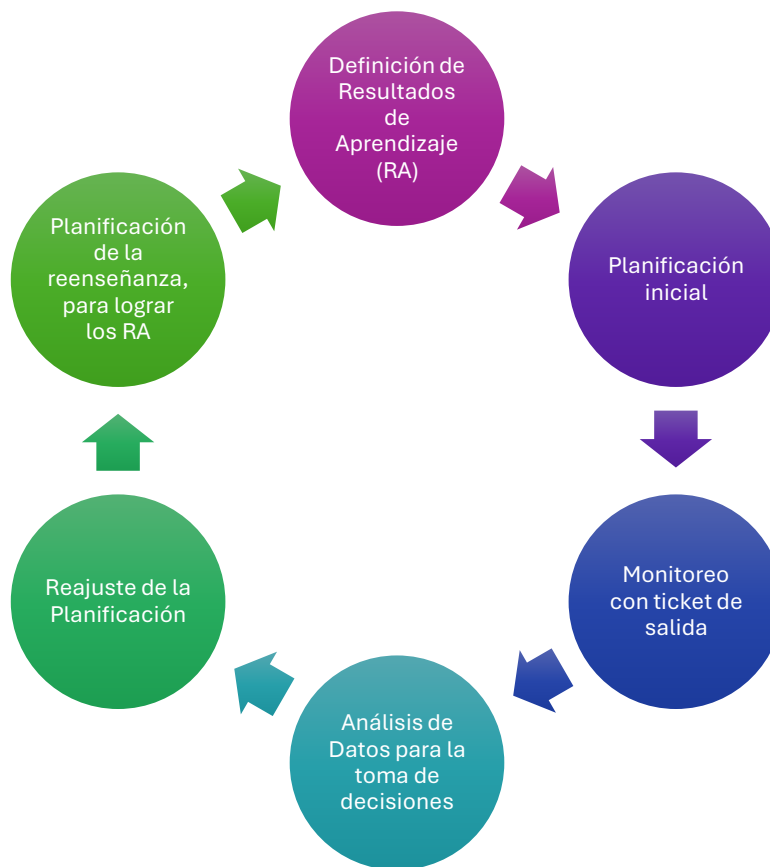 Definición de
Resultados
de
Aprendizaje
(RA)
Planificación
inicial
Monitoreo
con ticket de
salida
Análisis de
Datos para la
toma de
decisiones
Reajuste de la
Planificación
Planificación
de la
reenseñanza,
para lograr
los RA